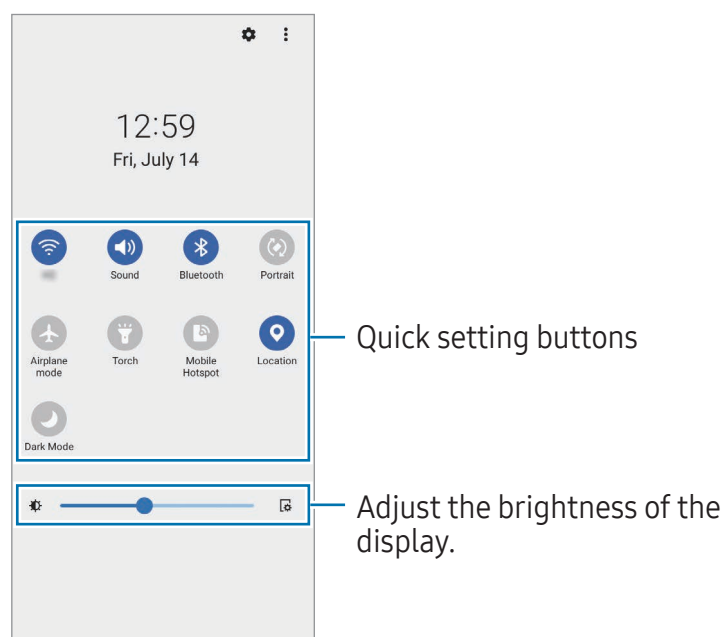 12:59
Fri, July 14
Sound
Bluetooth
Portrait
Airplane
mode
Torch
Mobile
Hotspot
Location
Dark Mode
Quick setting buttons
Adjust the brightness of the
display.